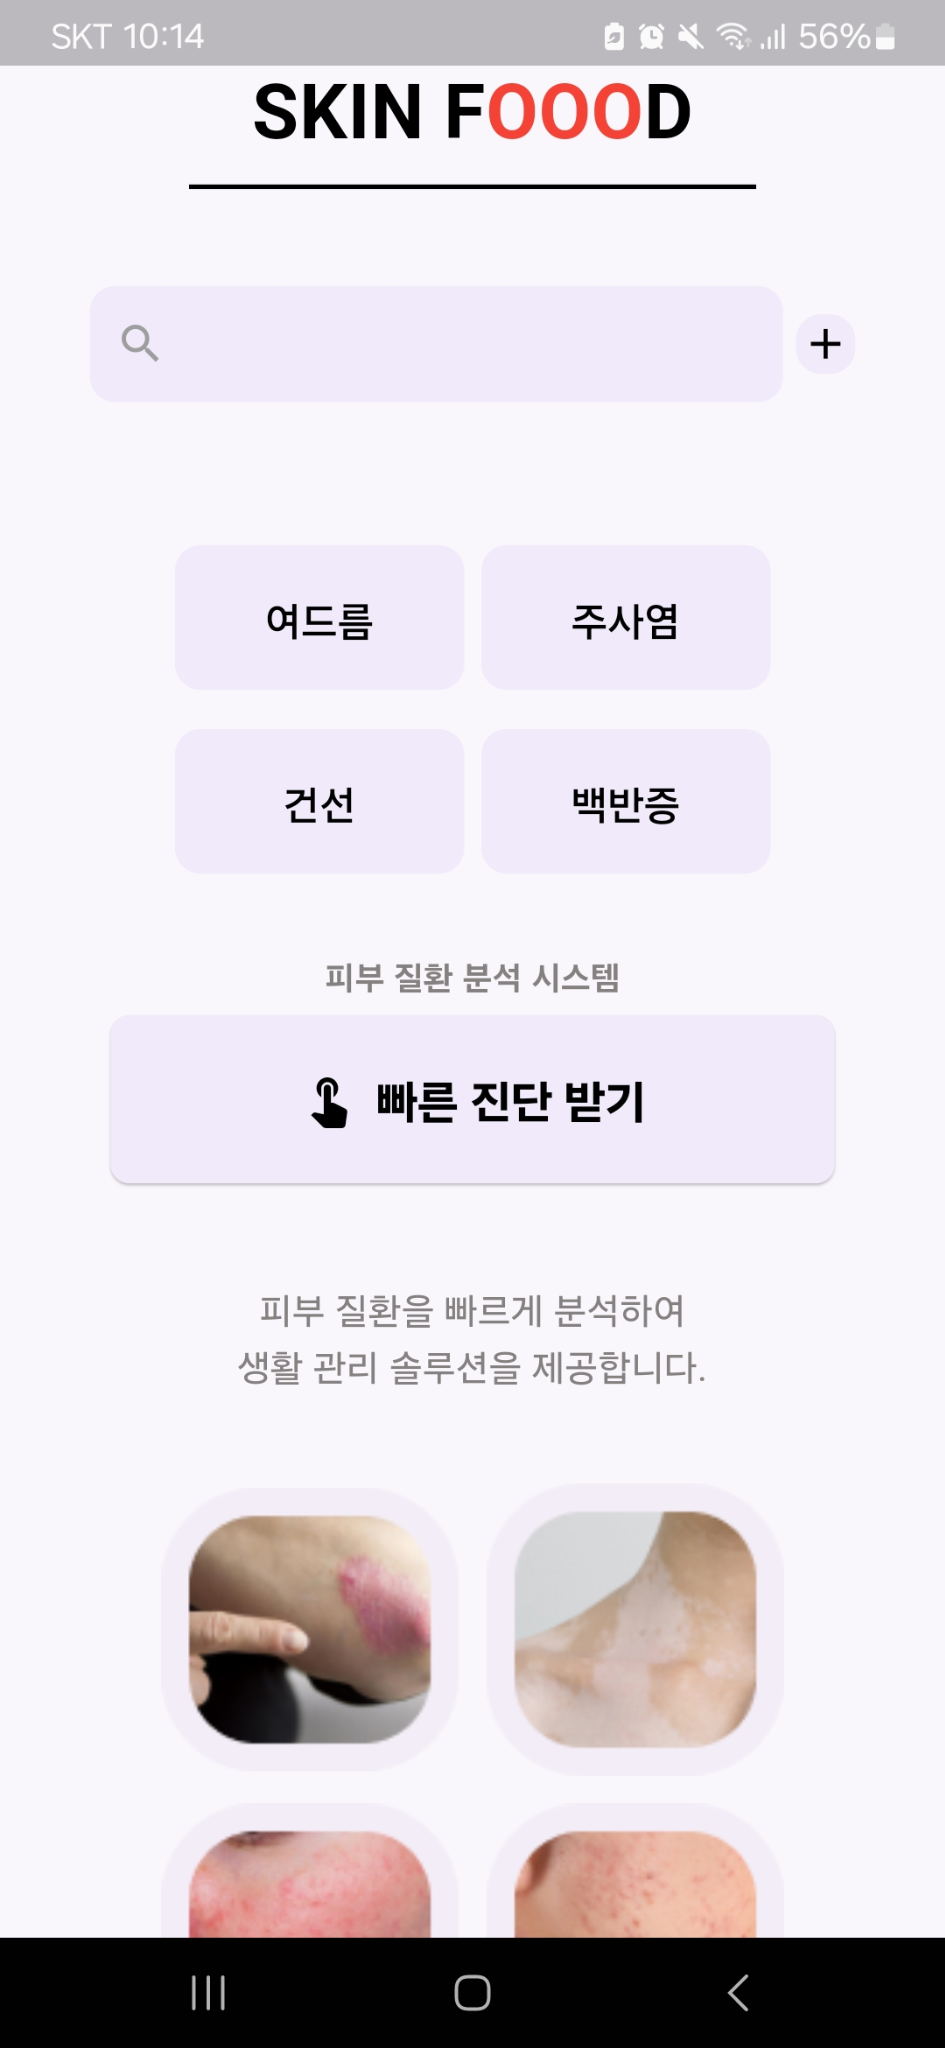 SKT 10:14 56%
SKIN FOOOD
여드름 주사염
건선 백반증
피부 질환 분석 시스템
빠른 진단 받기
피부 질환을 빠르게 분석하여
생활 관리 솔루션을 제공합니다.